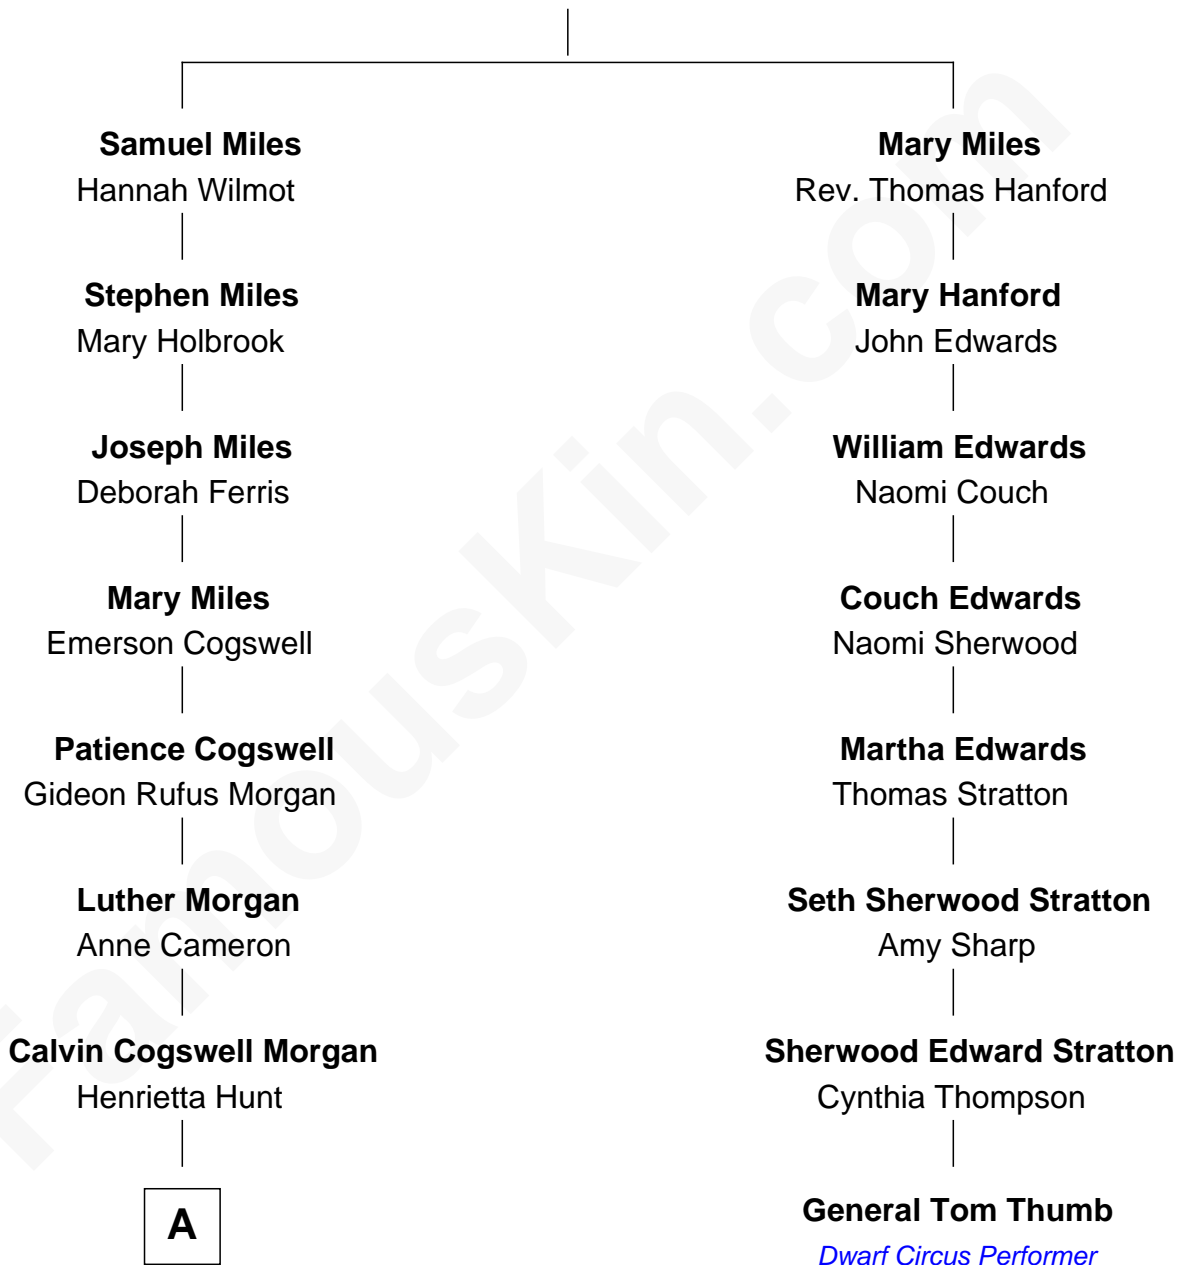 Samuel Miles
Hannah Wilmot
Stephen Miles
Mary Holbrook
Joseph Miles
Deborah Ferris
Mary Miles
Emerson Cogswell
Patience Cogswell
Gideon Rufus Morgan
Luther Morgan
Anne Cameron
Calvin Cogswell Morgan
Henrietta Hunt
A
Mary Miles
Rev. Thomas Hanford
Mary Hanford
John Edwards
William Edwards
Naomi Couch
Couch Edwards
Naomi Sherwood
Martha Edwards
Thomas Stratton
Seth Sherwood Stratton
Amy Sharp
Sherwood Edward Stratton
Cynthia Thompson
General Tom Thumb
Dwarf Circus Performer
FamousKin.com